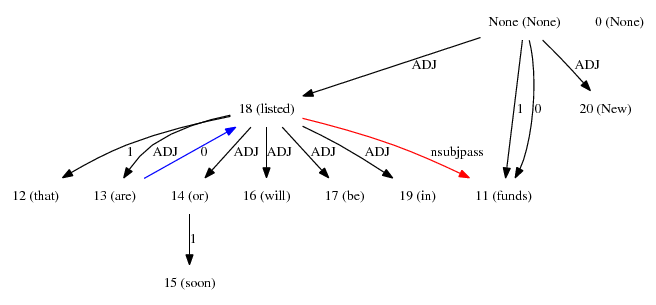 None (None) 0 (None)
ADJ 1 0 ADJ
18 (listed) 20 (New)
1 ADJ 0 ADJ ADJ ADJ ADJ nsubjpass
12 (that) 13 (are) 14 (or) 16 (will) 17 (be) 19 (in) 11 (funds)
1
15 (soon)